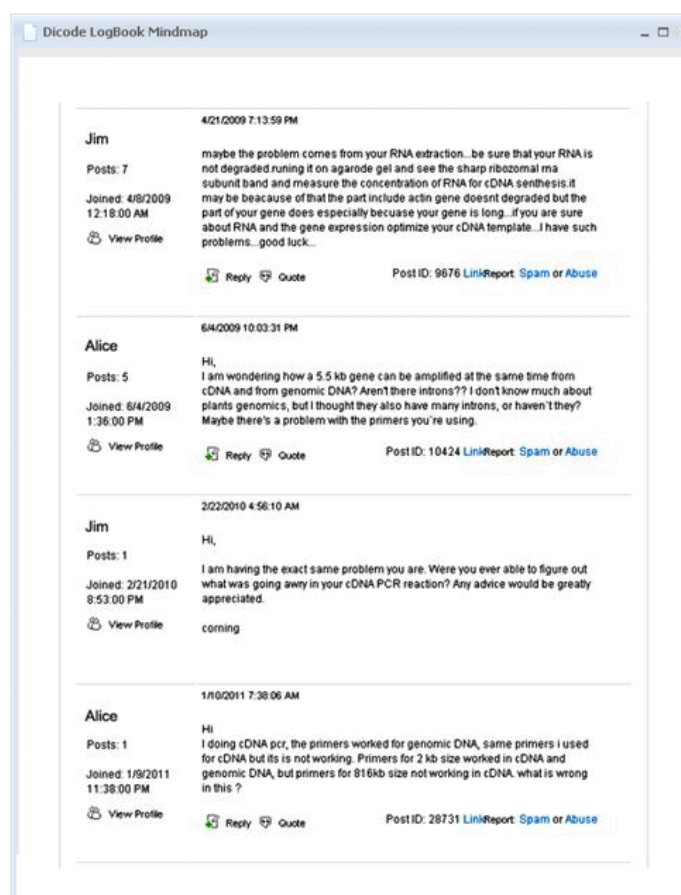 Dicode LogBook Mindmap
4/21/2009 7:13:59 PM
Jim
Posts: 7
Joined: 4/8/2009
12:18:00 AM
View Profile
maybe the problem comes from your RNA extraction...be sure that your RNA is
not degraded.runing it on agarode gel and see the sharp ribozomal rna
subunit band and measure the concentration of RNA for cDNA senthesis.it
may be beacause of that the part include actin gene doesnt degraded but the
part of your gene does especially becuase your gene is long...if you are sure
about RNA and the gene expression optimize your cDNA template...I have such
problems...good luck...
Reply Quote Post ID: 9676 Link Report: Spam or Abuse
6/4/2009 10:03:31 PM
Alice
Posts: 5
Joined: 6/4/2009
1:36:00 PM
View Profile
Hi,
I am wondering how a 5.5 kb gene can be amplified at the same time from
cDNA and from genomic DNA? Aren't there introns?? I don't know much about
plants genomics, but I thought they also have many introns, or haven't they?
Maybe there's a problem with the primers you're using.
Reply Quote Post ID: 10424 Link Report: Spam or Abuse
2/22/2010 4:56:10 AM
Jim
Posts: 1
Joined: 2/21/2010
8:53:00 PM
View Profile
Hi,
I am having the exact same problem you are. Were you ever able to figure out
what was going awry in your cDNA PCR reaction? Any advice would be greatly
appreciated.
corning
1/10/2011 7:38:06 AM
Alice
Posts: 1
Joined: 1/9/2011
11:38:00 PM
View Profile
Hi
I doing cDNA pcr, the primers worked for genomic DNA, same primers i used
for cDNA but its is not working. Primers for 2 kb size worked in cDNA and
genomic DNA, but primers for 816kb size not working in cDNA. what is wrong
in this ?
Reply Quote Post ID: 28731 Link Report: Spam or Abuse